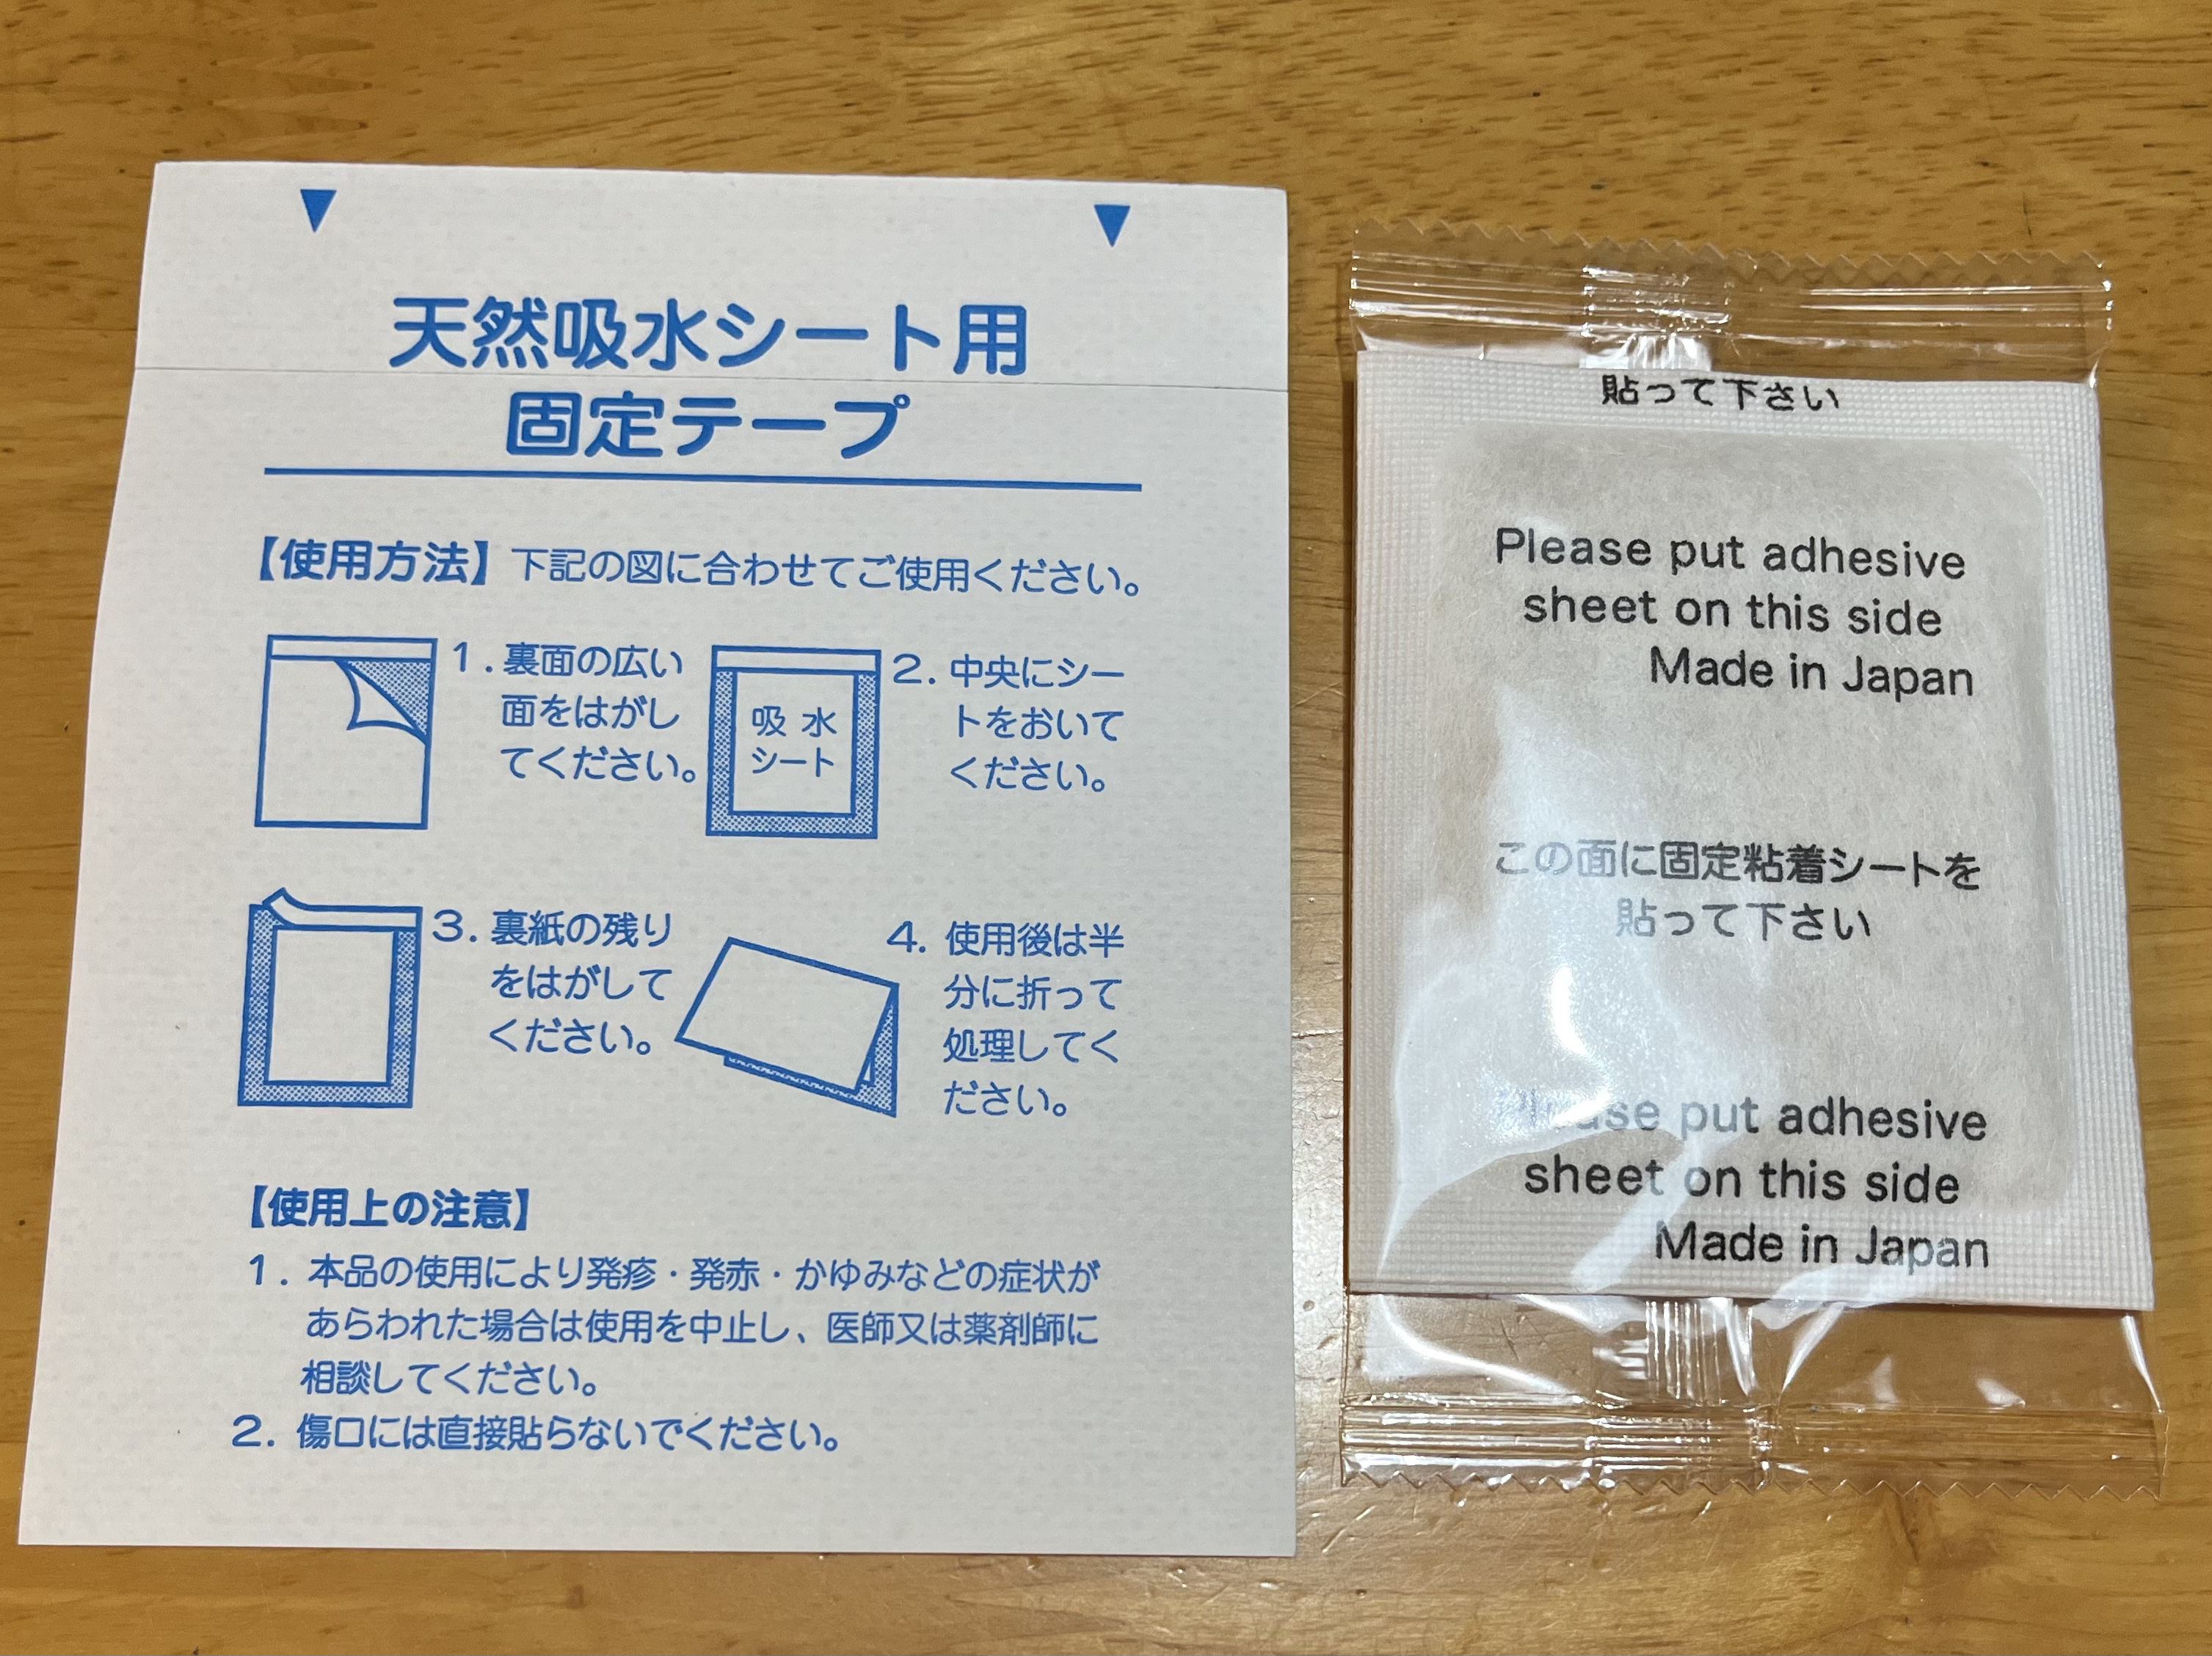 天然吸水シート用
固定テープ
【使用方法】下記の図に合わせてご使用ください。
1. 裏面の広い
面をはがし
てください。
吸 水
シート
2. 中央にシー
トをおいて
ください。
3. 裏紙の残り
をはがして
ください。
4. 使用後は半
分に折って
処理してく
ださい。
【使用上の注意】
1. 本品の使用により発疹・発赤・かゆみなどの症状が
あらわれた場合は使用を中止し、医師又は薬剤師に
相談してください。
2. 傷口には直接貼らないでください。
貼って下さい
Please put adhesive
sheet on this side
Made in Japan
この面に固定粘着シートを
貼って下さい
Please put adhesive
sheet on this side
Made in Japan